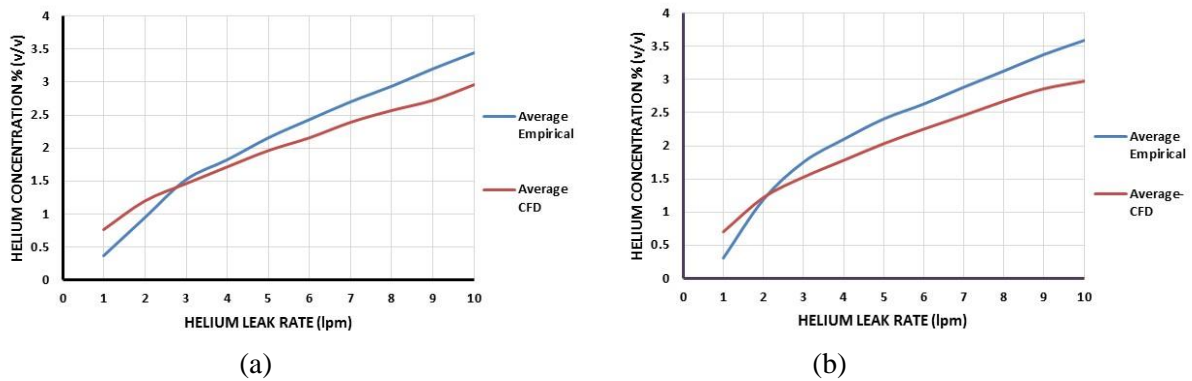 HELIUM CONCENTRATION % (v/v)
4
3.5
3
2.5
2
1.5
1
0.5
0
0 1 2 3 4 5 6 7 8 9 10
HELIUM LEAK RATE (lpm)
Average
Empirical
Average
CFD
(a)
HELIUM CONCENTRATION % (v/v)
4
3.5
3
2.5
2
1.5
1
0.5
0
0 1 2 3 4 5 6 7 8 9 10
HELIUM LEAK RATE (lpm)
Average
Empirical
Average-
CFD
(b)